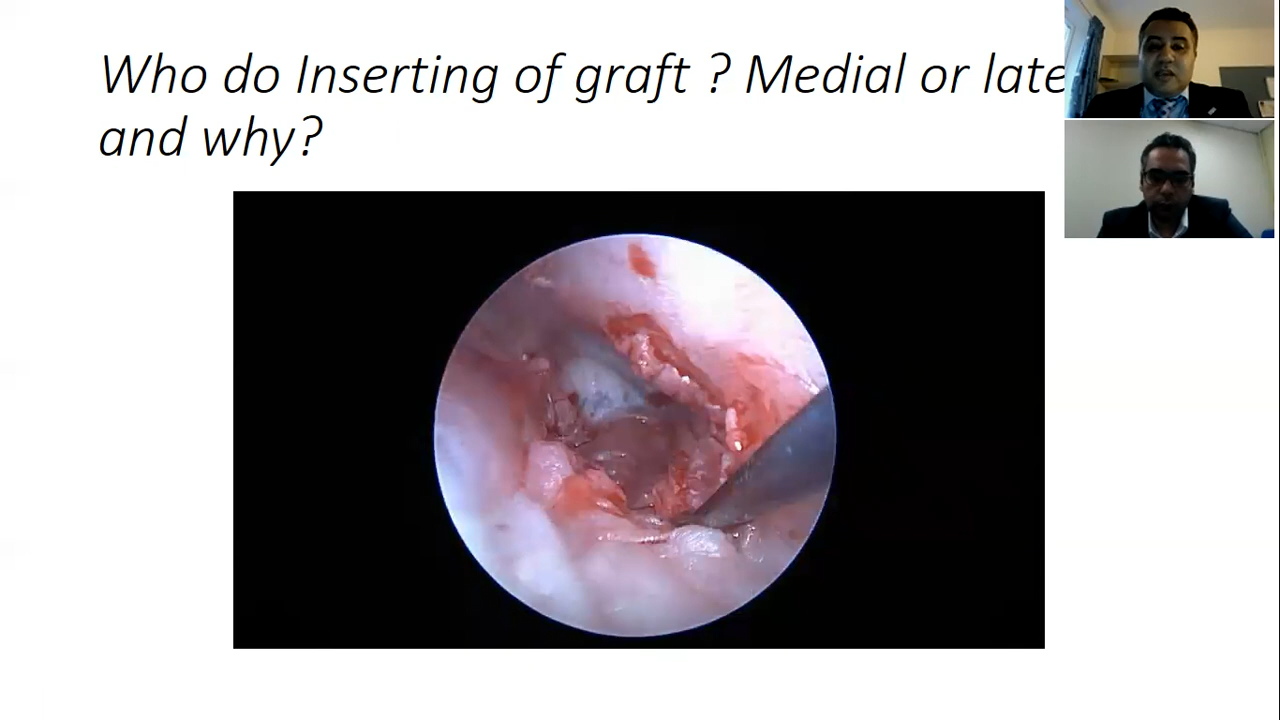 Who do Inserting of graft ? Medial or late
and why?